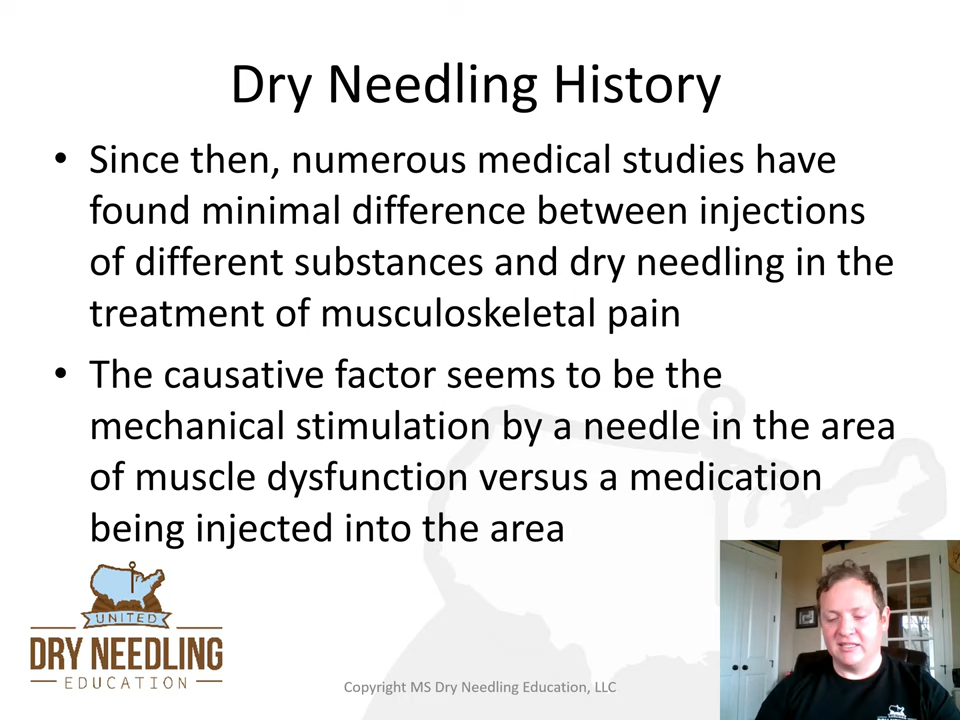 Dry Needling History
• Since then, numerous medical studies have
found minimal difference between injections
of different substances and dry needling in the
treatment of musculoskeletal pain
• The causative factor seems to be the
mechanical stimulation by a needle in the area
of muscle dysfunction versus a medication
being injected into the area
UNITED
DRY NEEDLING
EDUCATION
Copyright MS Dry Needling Education, LLC